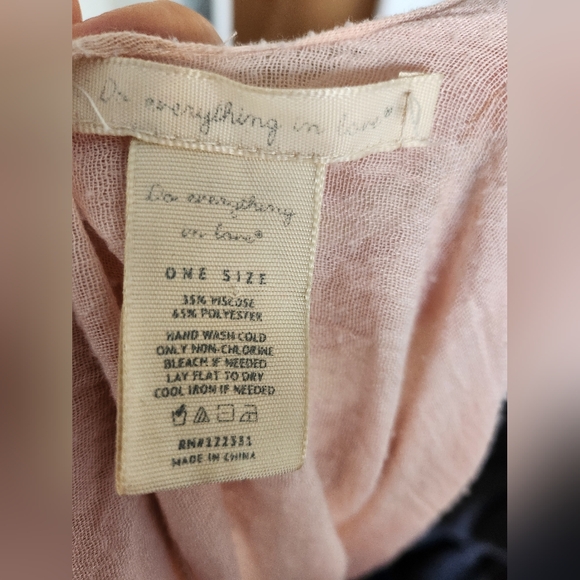 Do everything in love®
Do everything
in love®
ONE SIZE
35% VISCOSE
65% POLYESTER
HAND WASH COLD
ONLY NON-CHLORINE
BLEACH IF NEEDED
LAY FLAT TO DRY
COOL IRON IF NEEDED
RN#122331
MADE IN CHINA